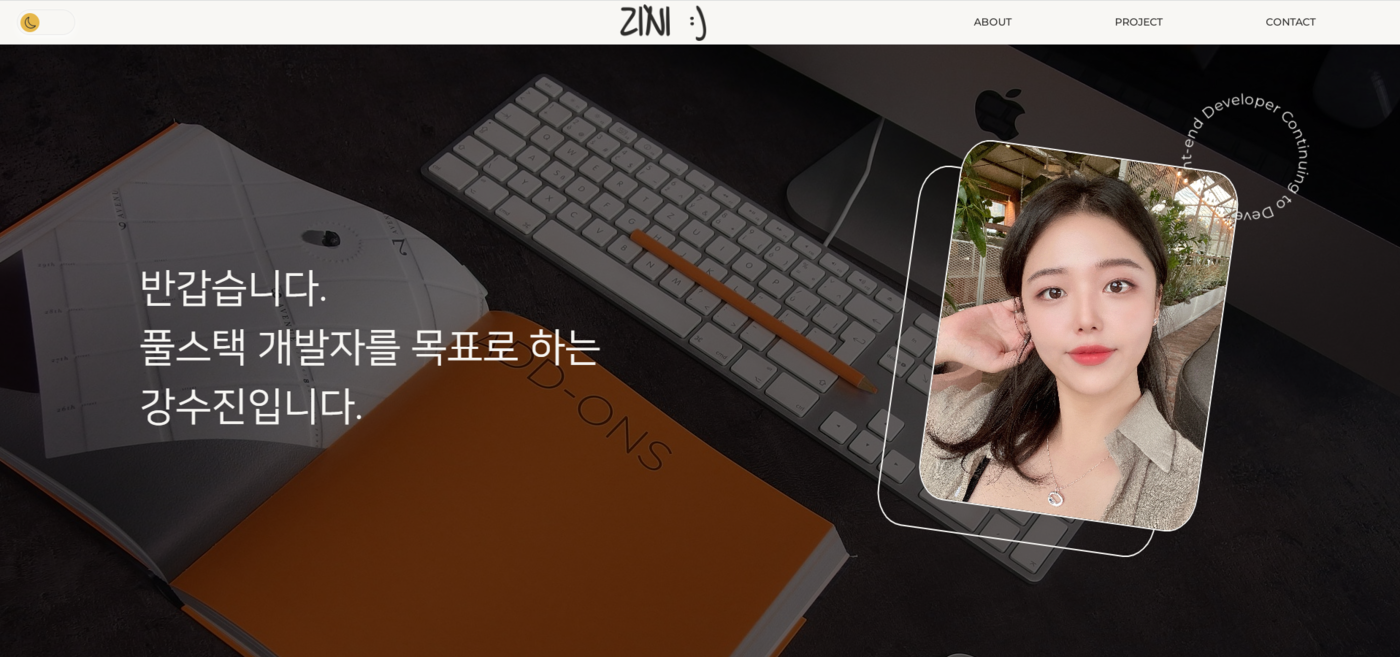 ZINI :)
ABOUT
PROJECT
CONTACT
nt-end Developer Continuing to Deve
반갑습니다.
풀스택 개발자를 목표로 하는
강수진입니다.
DD-ONS